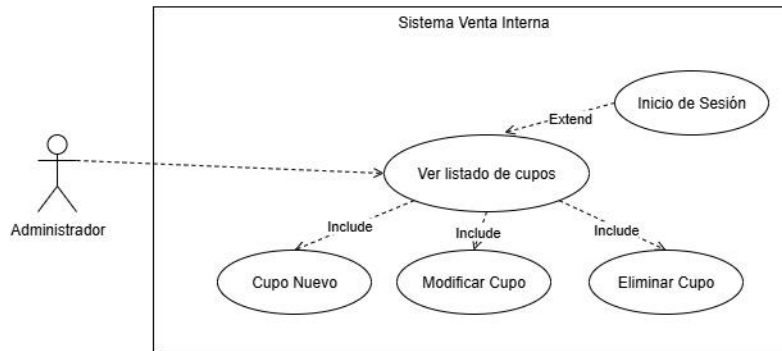 Sistema Venta Interna
Inicio de Sesión
Extend
Ver listado de cupos
Administrador
Include
Include
Include
Cupo Nuevo
Modificar Cupo
Eliminar Cupo